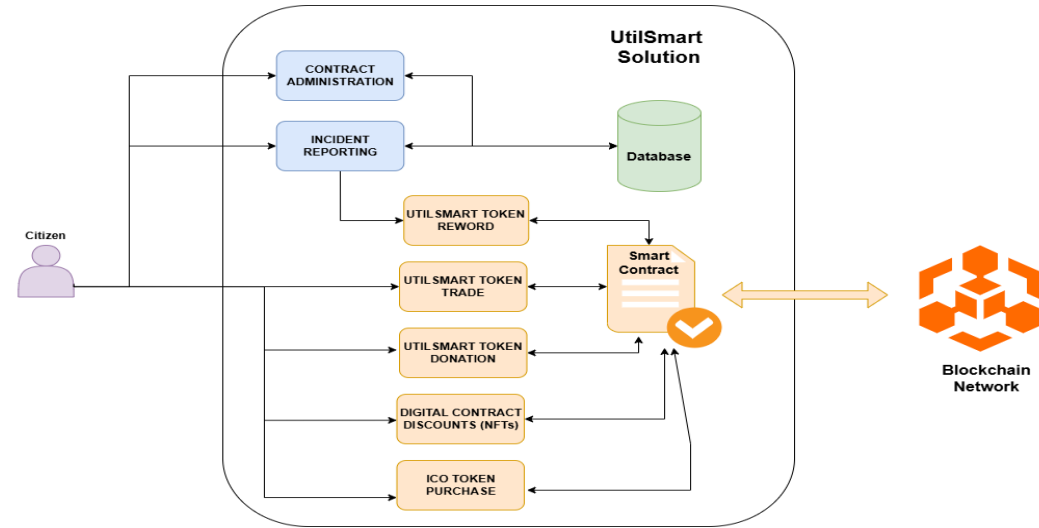 UtilSmart
Solution
CONTRACT
ADMINISTRATION
INCIDENT
REPORTING
Database
UTILSMART TOKEN
REWORD
Citizen
Smart
Contract
UTILSMART TOKEN
TRADE
UTILSMART TOKEN
DONATION
Blockchain
Network
DIGITAL CONTRACT
DISCOUNTS (NFTs)
ICO TOKEN
PURCHASE